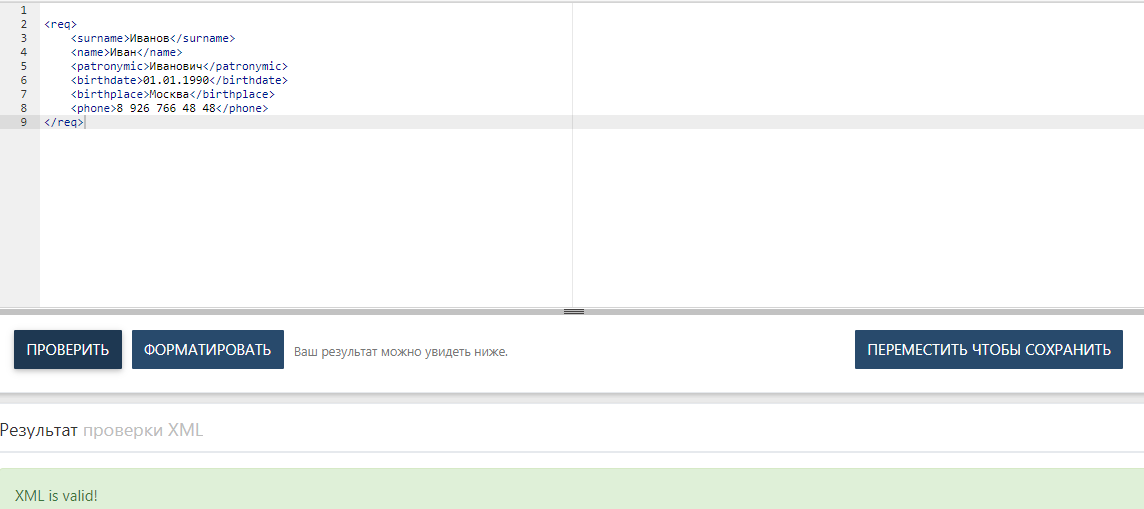 1
2 <req>
3 <surname>Иванов</surname>
4 <name>Иван</name>
5 <patronymic>Иванович</patronymic>
6 <birthdate>01.01.1990</birthdate>
7 <birthplace>Москва</birthplace>
8 <phone>8 926 766 48 48</phone>
9 </req>
ПРОВЕРИТЬ ФОРМАТИРОВАТЬ Ваш результат можно увидеть ниже. ПЕРЕМЕСТИТЬ ЧТОБЫ СОХРАНИТЬ
Результат проверки XML
XML is valid!